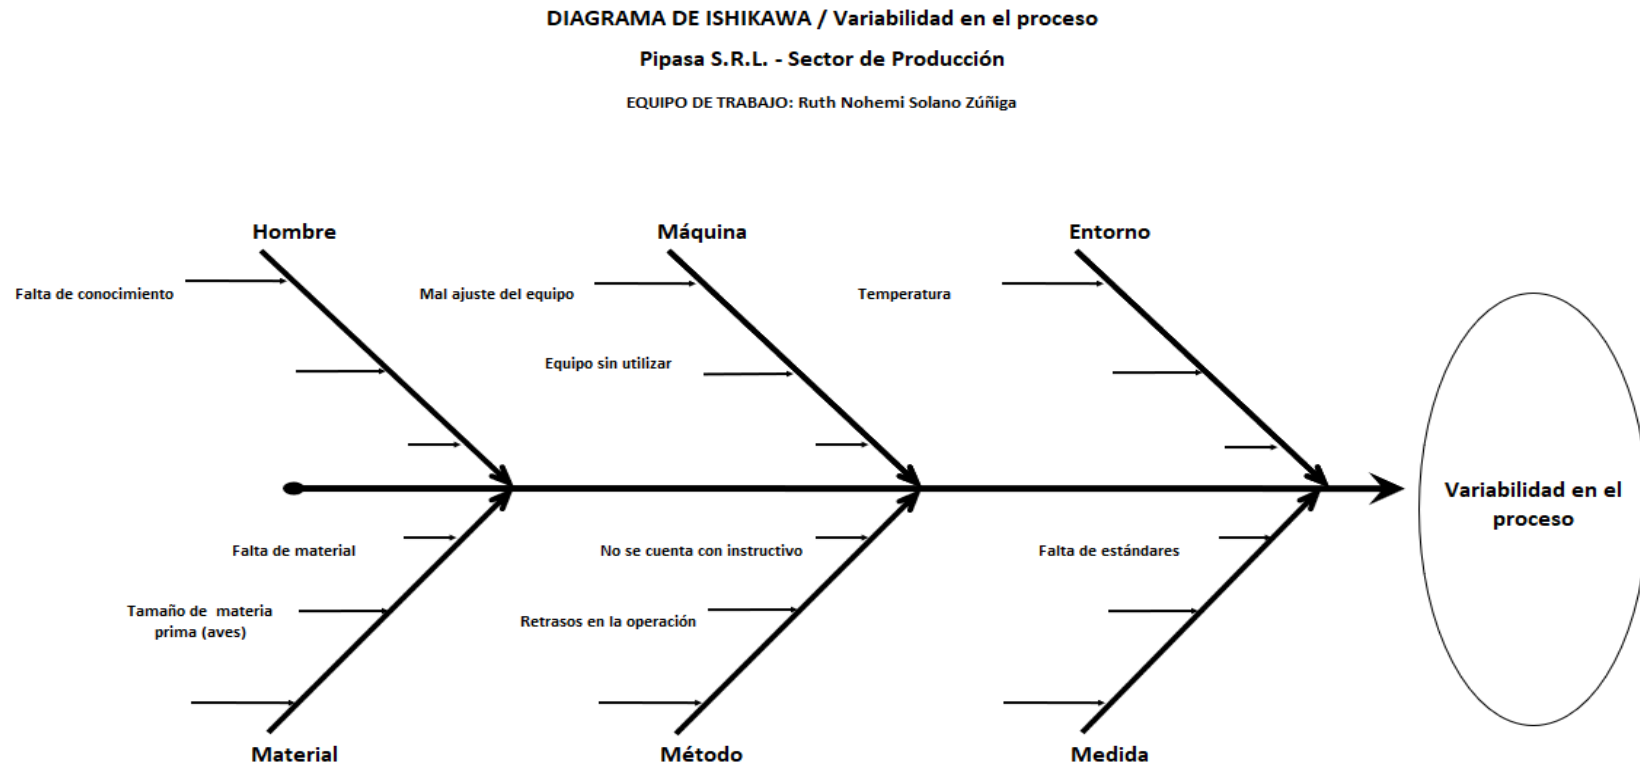 DIAGRAMA DE ISHIKAWA / Variabilidad en el proceso
Pipasa S.R.L. - Sector de Producción
EQUIPO DE TRABAJO: Ruth Nohemi Solano Zúñiga
Hombre
Máquina
Entorno
Falta de conocimiento
Mal ajuste del equipo
Temperatura
Equipo sin utilizar
Variabilidad en el
proceso
Falta de material
No se cuenta con instructivo
Falta de estándares
Tamaño de materia
prima (aves)
Retrasos en la operación
Material
Método
Medida